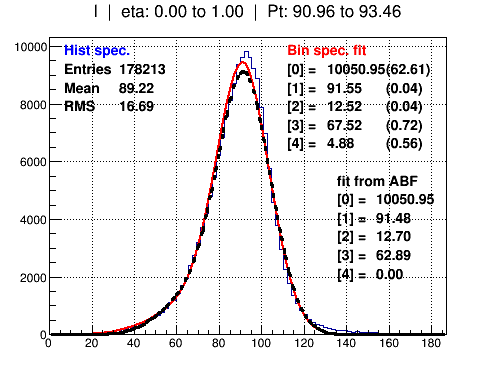 I | eta: 0.00 to 1.00 | Pt: 90.96 to 93.46
Hist spec.
Entries 178213
Mean 89.22
RMS 16.69
Bin spec. fit
[0] = 10050.95(62.61)
[1] = 91.55 (0.04)
[2] = 12.52 (0.04)
[3] = 67.52 (0.72)
[4] = 4.88 (0.56)
fit from ABF
[0] = 10050.95
[1] = 91.48
[2] = 12.70
[3] = 62.89
[4] = 0.00
10000
8000
6000
4000
2000
0
0 20 40 60 80 100 120 140 160 180